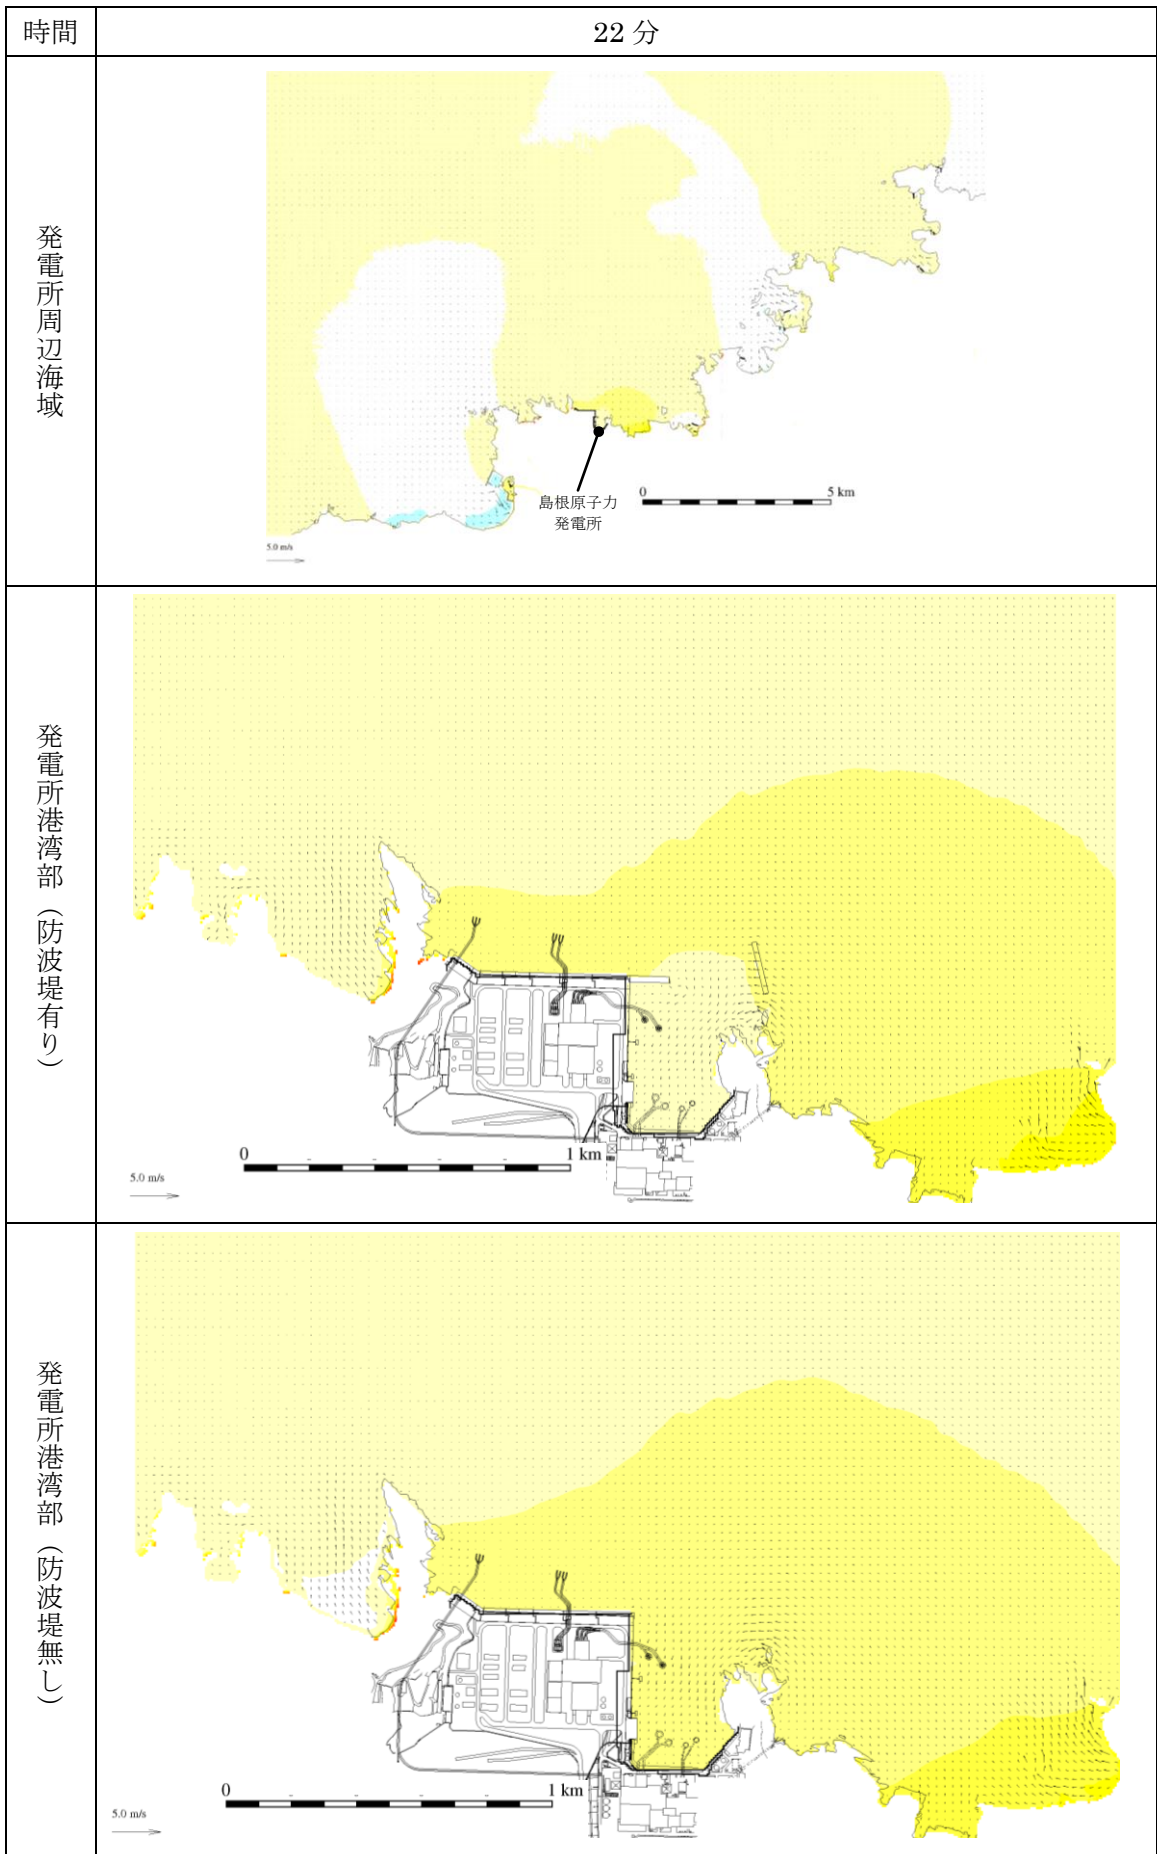 時間
22 分
発電所周辺海域
島根原子力
発電所
0 5 km
5.0 m/s
発電所港湾部（防波堤有り）
0 1 km
5.0 m/s
発電所港湾部（防波堤無し）
0 1 km
5.0 m/s